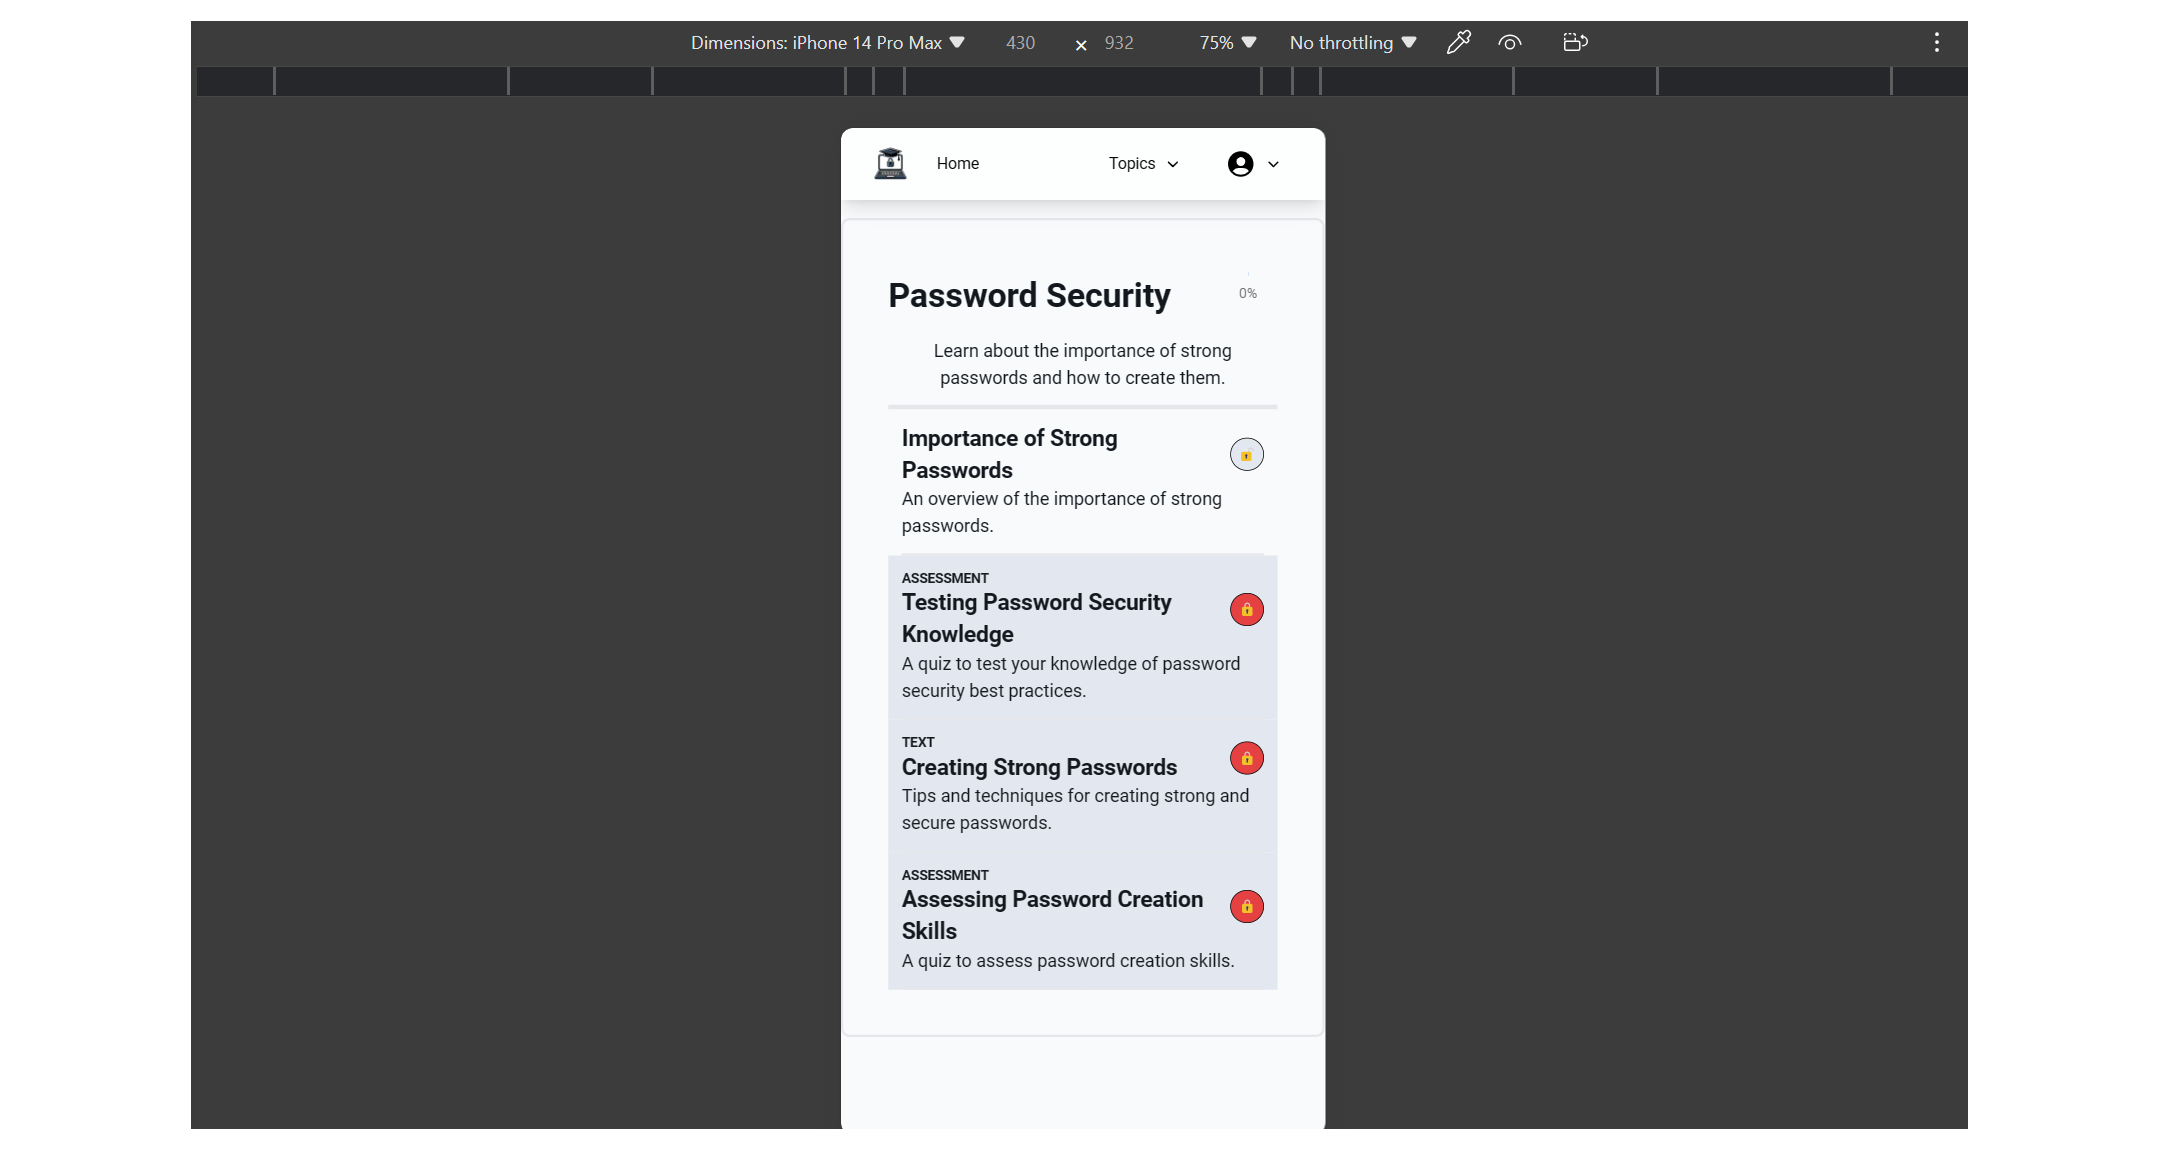 Dimensions: iPhone 14 Pro Max 430 × 932 75% No throttling
Home Topics
Password Security 0%
Learn about the importance of strong
passwords and how to create them.
Importance of Strong
Passwords
An overview of the importance of strong
passwords.
ASSESSMENT
Testing Password Security
Knowledge
A quiz to test your knowledge of password
security best practices.
TEXT
Creating Strong Passwords
Tips and techniques for creating strong and
secure passwords.
ASSESSMENT
Assessing Password Creation
Skills
A quiz to assess password creation skills.